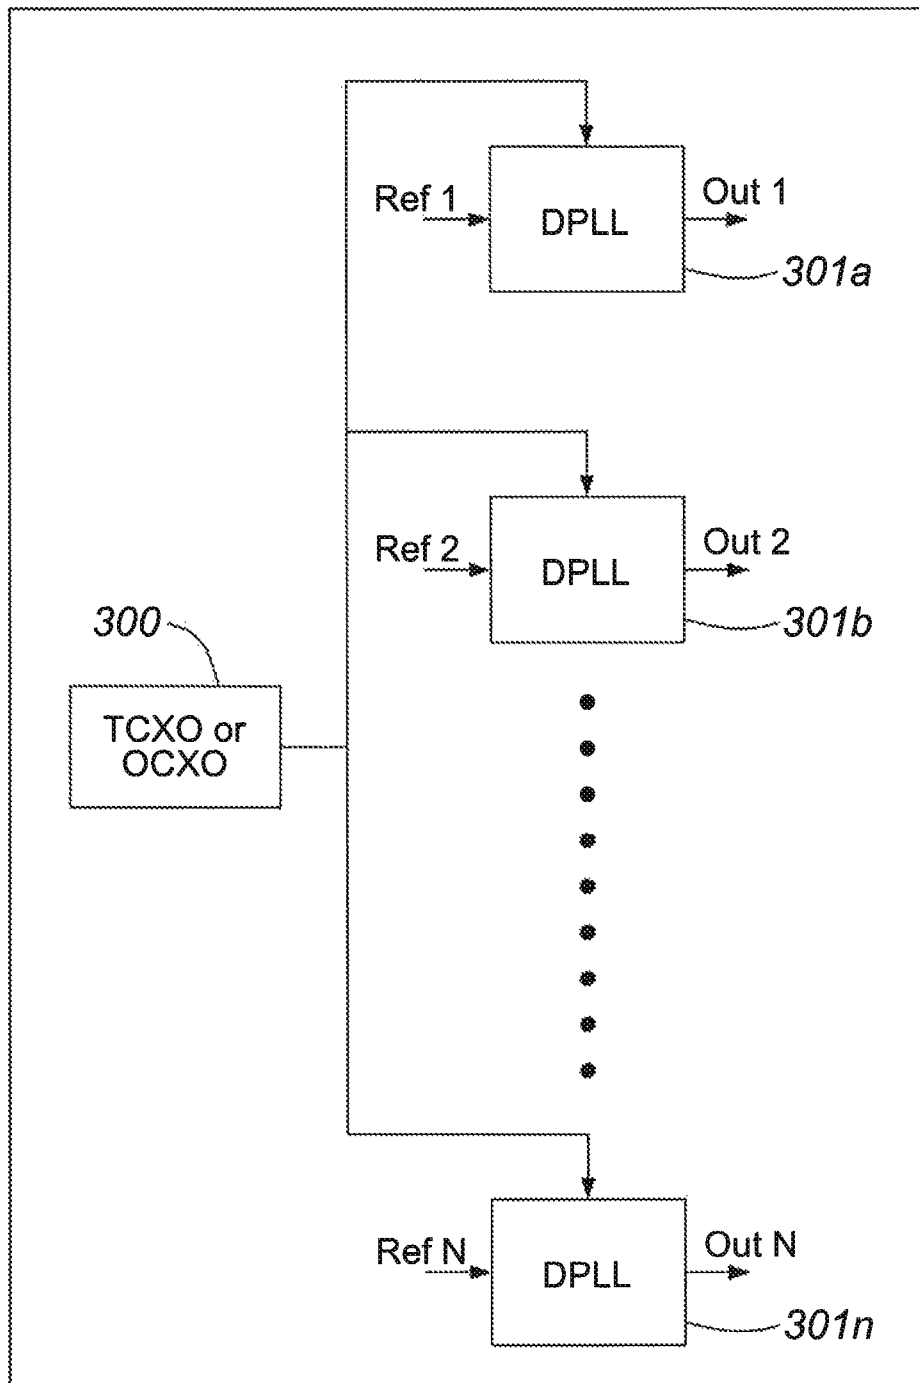 Ref 1
DPLL
Out 1
301a
Ref 2
DPLL
Out 2
301b
300
TCXO or
OCXO
Ref N
DPLL
Out N
301n